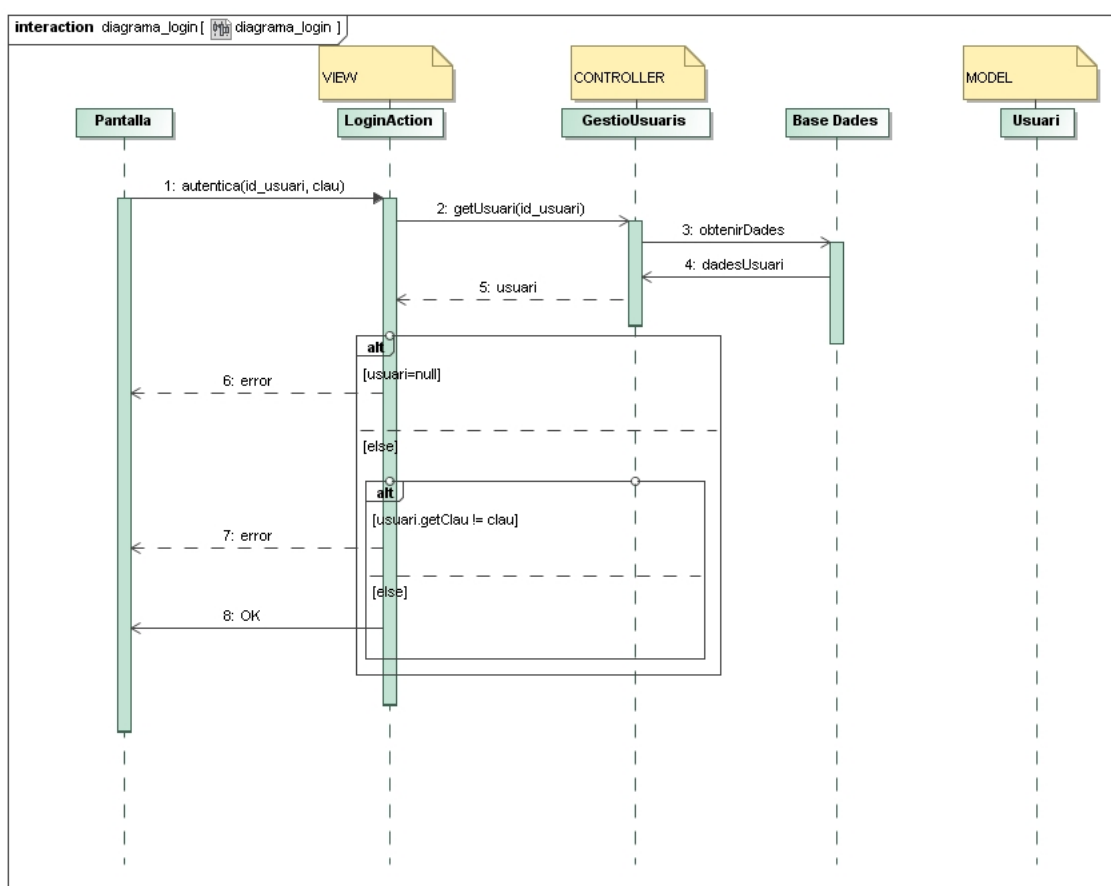 interaction diagrama_login [ diagrama_login ]
VIEW
CONTROLLER
MODEL
Pantalla
LoginAction
GestioUsuaris
Base Dades
Usuari
1: autentica(id_usuari, clau)
2: getUsuari(id_usuari)
3: obtenirDades
4: dadesUsuari
5: usuari
alt
[usuari=null]
6: error
[else]
alt
[usuari.getClau != clau]
7: error
[else]
8: OK